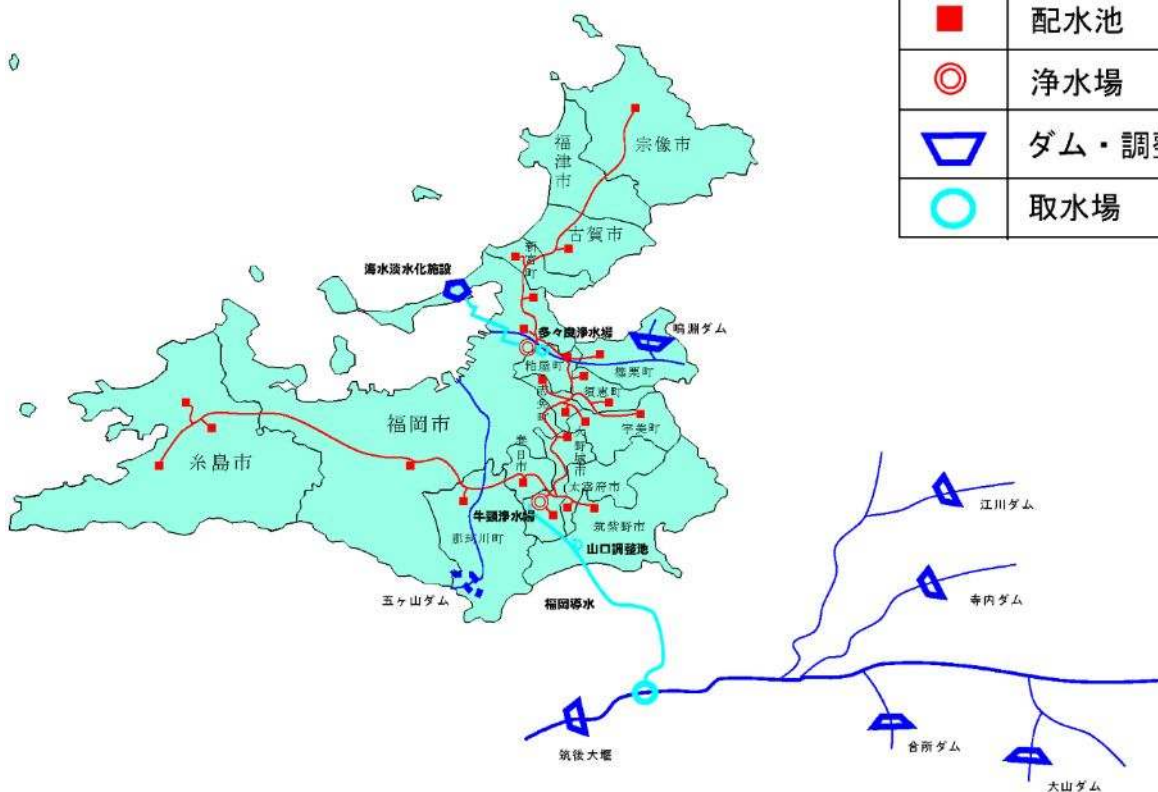 配水池
浄水場
ダム・調
取水場
宗像市
福津市
古賀市
新宮町
海水淡水化施設
多々良浄水場
鳴淵ダム
粕屋町
篠栗町
須恵町
志免町
宇美町
福岡市
糸島市
春日市
大野城市
太宰府市
牛頸浄水場
筑紫野市
那珂川町
山口調整池
五ヶ山ダム
福岡導水
江川ダム
寺内ダム
筑後大堰
合所ダム
大山ダム